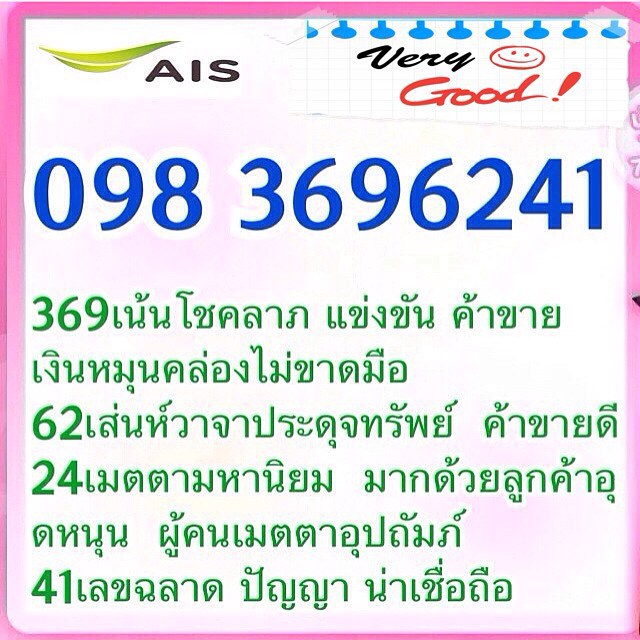 AIS
Very
Good!
098 3696241
369เน้นโชคลาภ แข่งขัน ค้าขาย
เงินหมุนคล่องไม่ขาดมือ
62เส่นห์วาจาประดุจทรัพย์ ค้าขายดี
24เมตตามหานิยม มากด้วยลูกค้าอุ
ดหนุน ผู้คนเมตตาอุปถัมภ์
41เลขฉลาด ปัญญา น่าเชื่อถือ